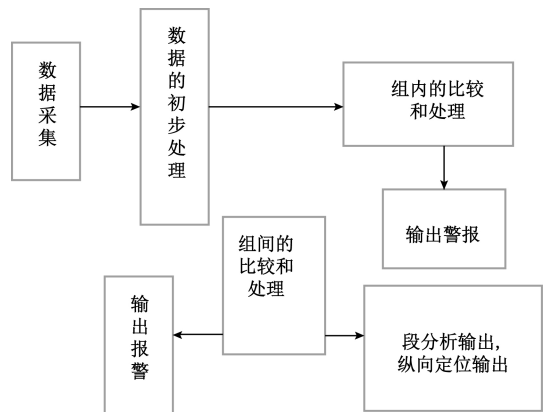 数据采集
数据的初步处理
组内的比较
和处理
输出警报
组间的
比较和
处理
输出报警
段分析输出,
纵向定位输出